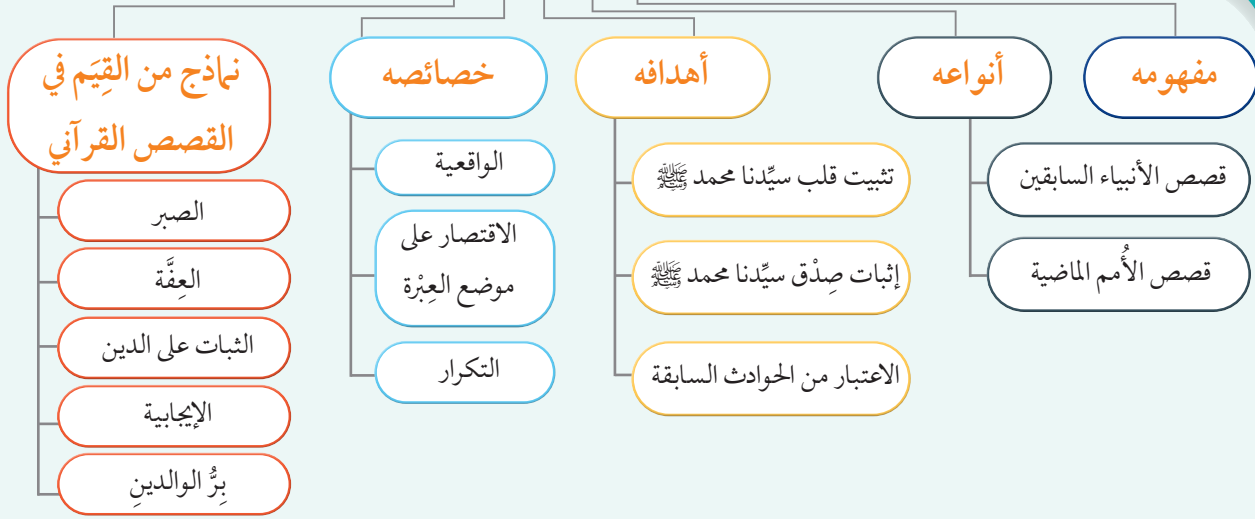 مفهومه
أنواعه
قصص الأنبياء السابقين
قصص الأُمم الماضية
أهدافه
تثبيت قلب سيِّدنا محمد ﷺ
إثبات صِدْق سيِّدنا محمد ﷺ
الاعتبار من الحوادث السابقة
خصائصه
الواقعية
الاقتصار على
موضع العِبْرة
التكرار
نماذج من القِيَم في
القصص القرآني
الصبر
العِفَّة
الثبات على الدين
الإيجابية
بِرُّ الوالدينِ